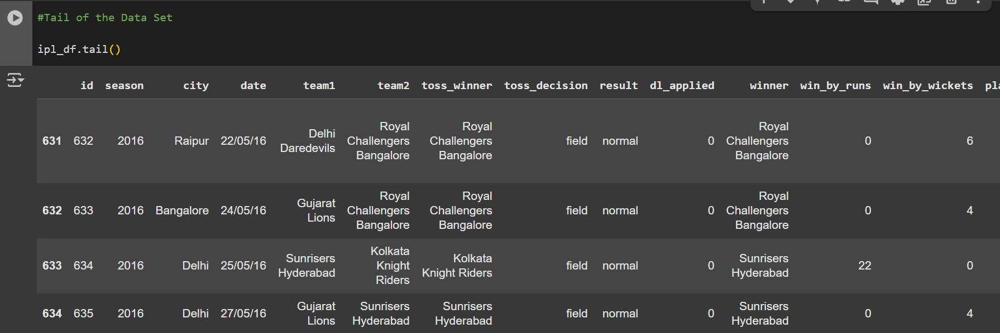 #Tail of the Data Set
ipl_df.tail()
id season city date team1 team2 toss_winner toss_decision result dl_applied winner win_by_runs win_by_wickets
631 632 2016 Raipur 22/05/16 Delhi Daredevils Royal Challengers Bangalore Royal Challengers Bangalore field normal 0 Royal Challengers Bangalore 0 6
632 633 2016 Bangalore 24/05/16 Gujarat Lions Royal Challengers Bangalore Royal Challengers Bangalore field normal 0 Royal Challengers Bangalore 0 4
633 634 2016 Delhi 25/05/16 Sunrisers Hyderabad Kolkata Knight Riders Kolkata Knight Riders field normal 0 Sunrisers Hyderabad 22 0
634 635 2016 Delhi 27/05/16 Gujarat Lions Sunrisers Hyderabad Sunrisers Hyderabad field normal 0 Sunrisers Hyderabad 0 4